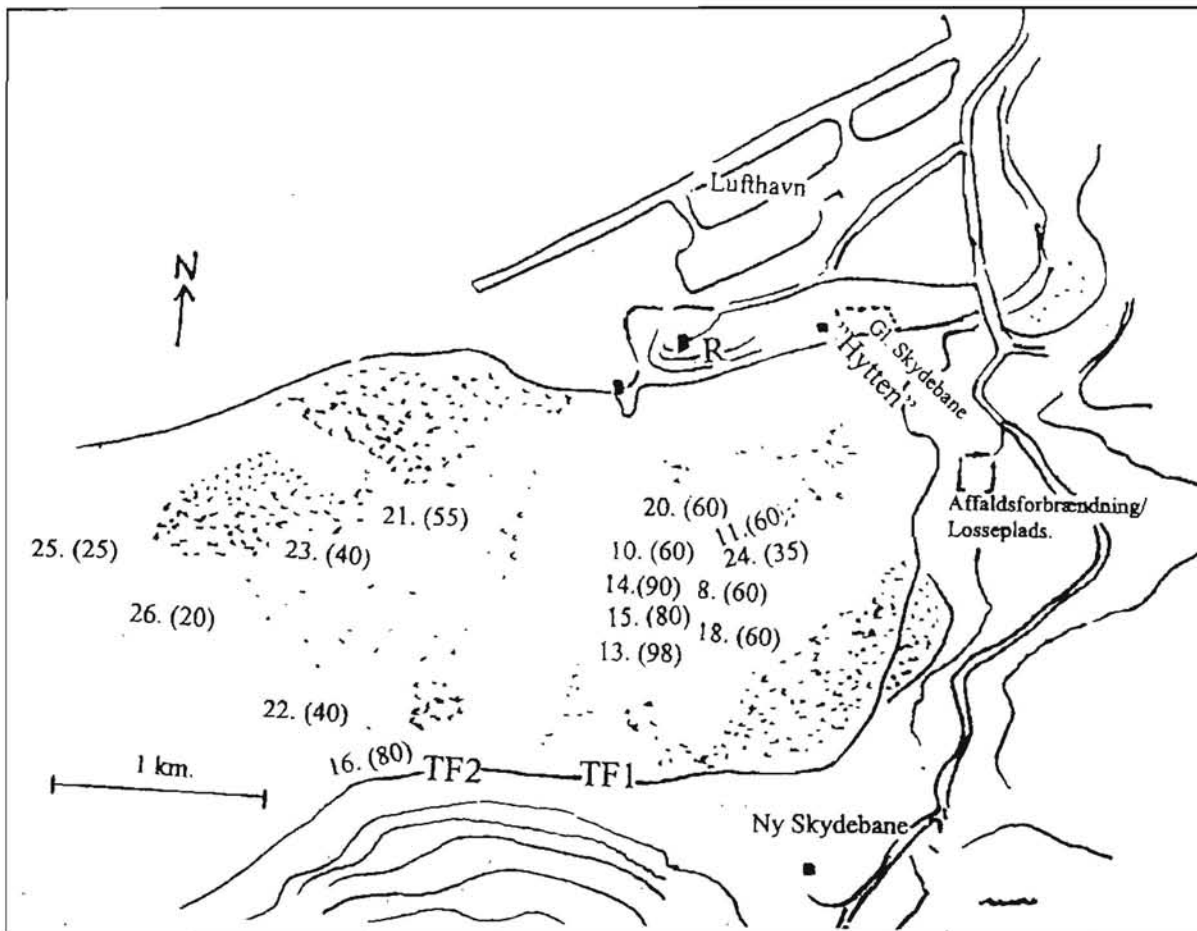 Lufthavn
N
R
Gl. Skydebane
"Hytten"
Affaldsforbrændning/
Losseplads.
20. (60)
21. (55)
11.(60)
25. (25)
23. (40)
10. (60)
24. (35)
14.(90)
8. (60)
26. (20)
15. (80)
18. (60)
13. (98)
22. (40)
16. (80)
TF2
TF1
1 km.
Ny Skydebane